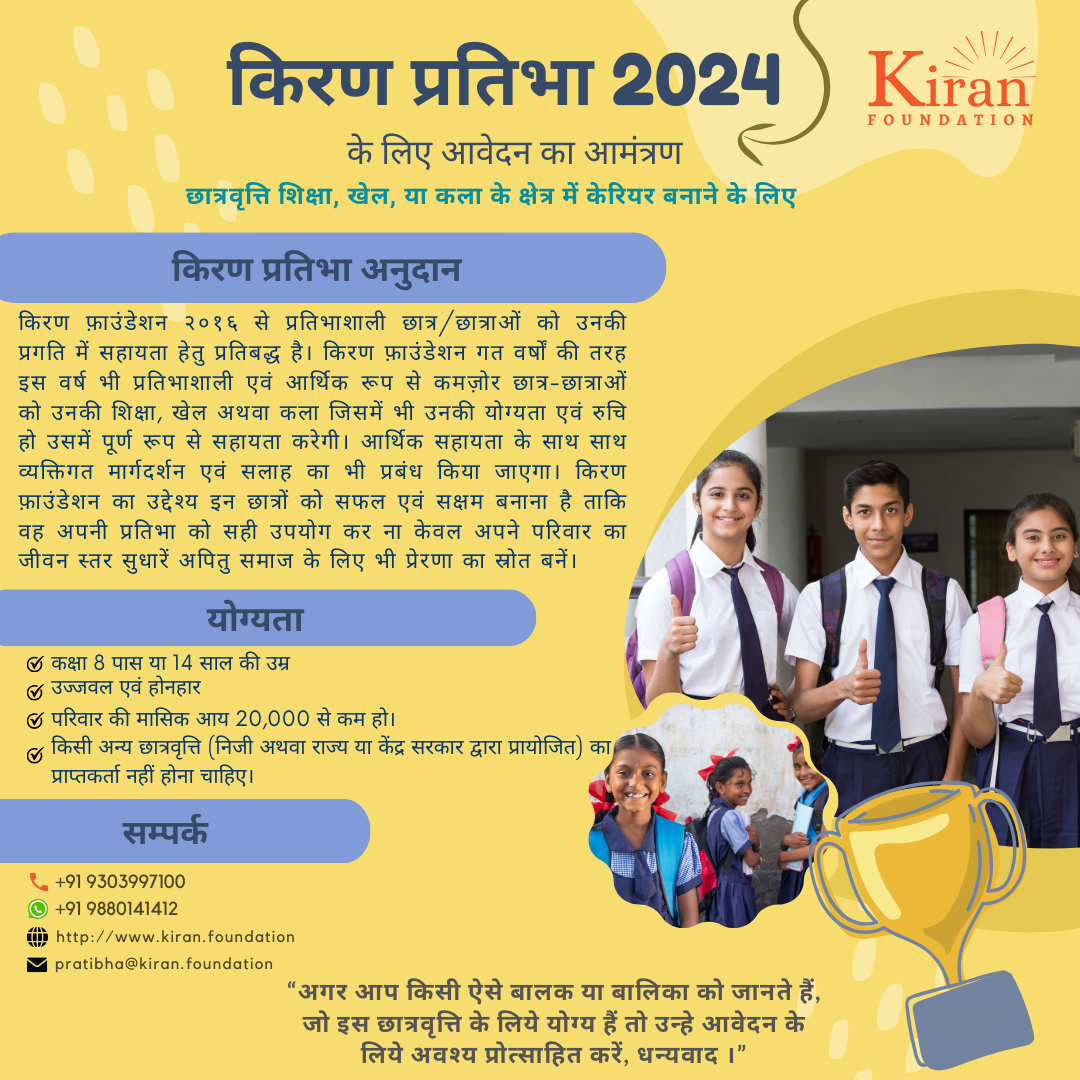 किरण प्रतिभा 2024
Kiran
FOUNDATION
के लिए आवेदन का आमंत्रण
छात्रवृत्ति शिक्षा, खेल, या कला के क्षेत्र में केरियर बनाने के लिए
किरण प्रतिभा अनुदान
किरण फ़ाउंडेशन २०१६ से प्रतिभाशाली छात्र/छात्राओं को उनकी
प्रगति में सहायता हेतु प्रतिबद्ध है। किरण फ़ाउंडेशन गत वर्षों की तरह
इस वर्ष भी प्रतिभाशाली एवं आर्थिक रूप से कमज़ोर छात्र-छात्राओं
को उनकी शिक्षा, खेल अथवा कला जिसमें भी उनकी योग्यता एवं रुचि
हो उसमें पूर्ण रूप से सहायता करेगी। आर्थिक सहायता के साथ साथ
व्यक्तिगत मार्गदर्शन एवं सलाह का भी प्रबंध किया जाएगा। किरण
फ़ाउंडेशन का उद्देश्य इन छात्रों को सफल एवं सक्षम बनाना है ताकि
वह अपनी प्रतिभा को सही उपयोग कर ना केवल अपने परिवार का
जीवन स्तर सुधारें अपितु समाज के लिए भी प्रेरणा का स्रोत बनें।
योग्यता
कक्षा 8 पास या 14 साल की उम्र
उज्जवल एवं होनहार
परिवार की मासिक आय 20,000 से कम हो।
किसी अन्य छात्रवृत्ति (निजी अथवा राज्य या केंद्र सरकार द्वारा प्रायोजित) का
प्राप्तकर्ता नहीं होना चाहिए।
सम्पर्क
+91 9303997100
+91 9880141412
http://www.kiran.foundation
pratibha@kiran.foundation
“अगर आप किसी ऐसे बालक या बालिका को जानते हैं,
जो इस छात्रवृत्ति के लिये योग्य हैं तो उन्हे आवेदन के
लिये अवश्य प्रोत्साहित करें, धन्यवाद ।”